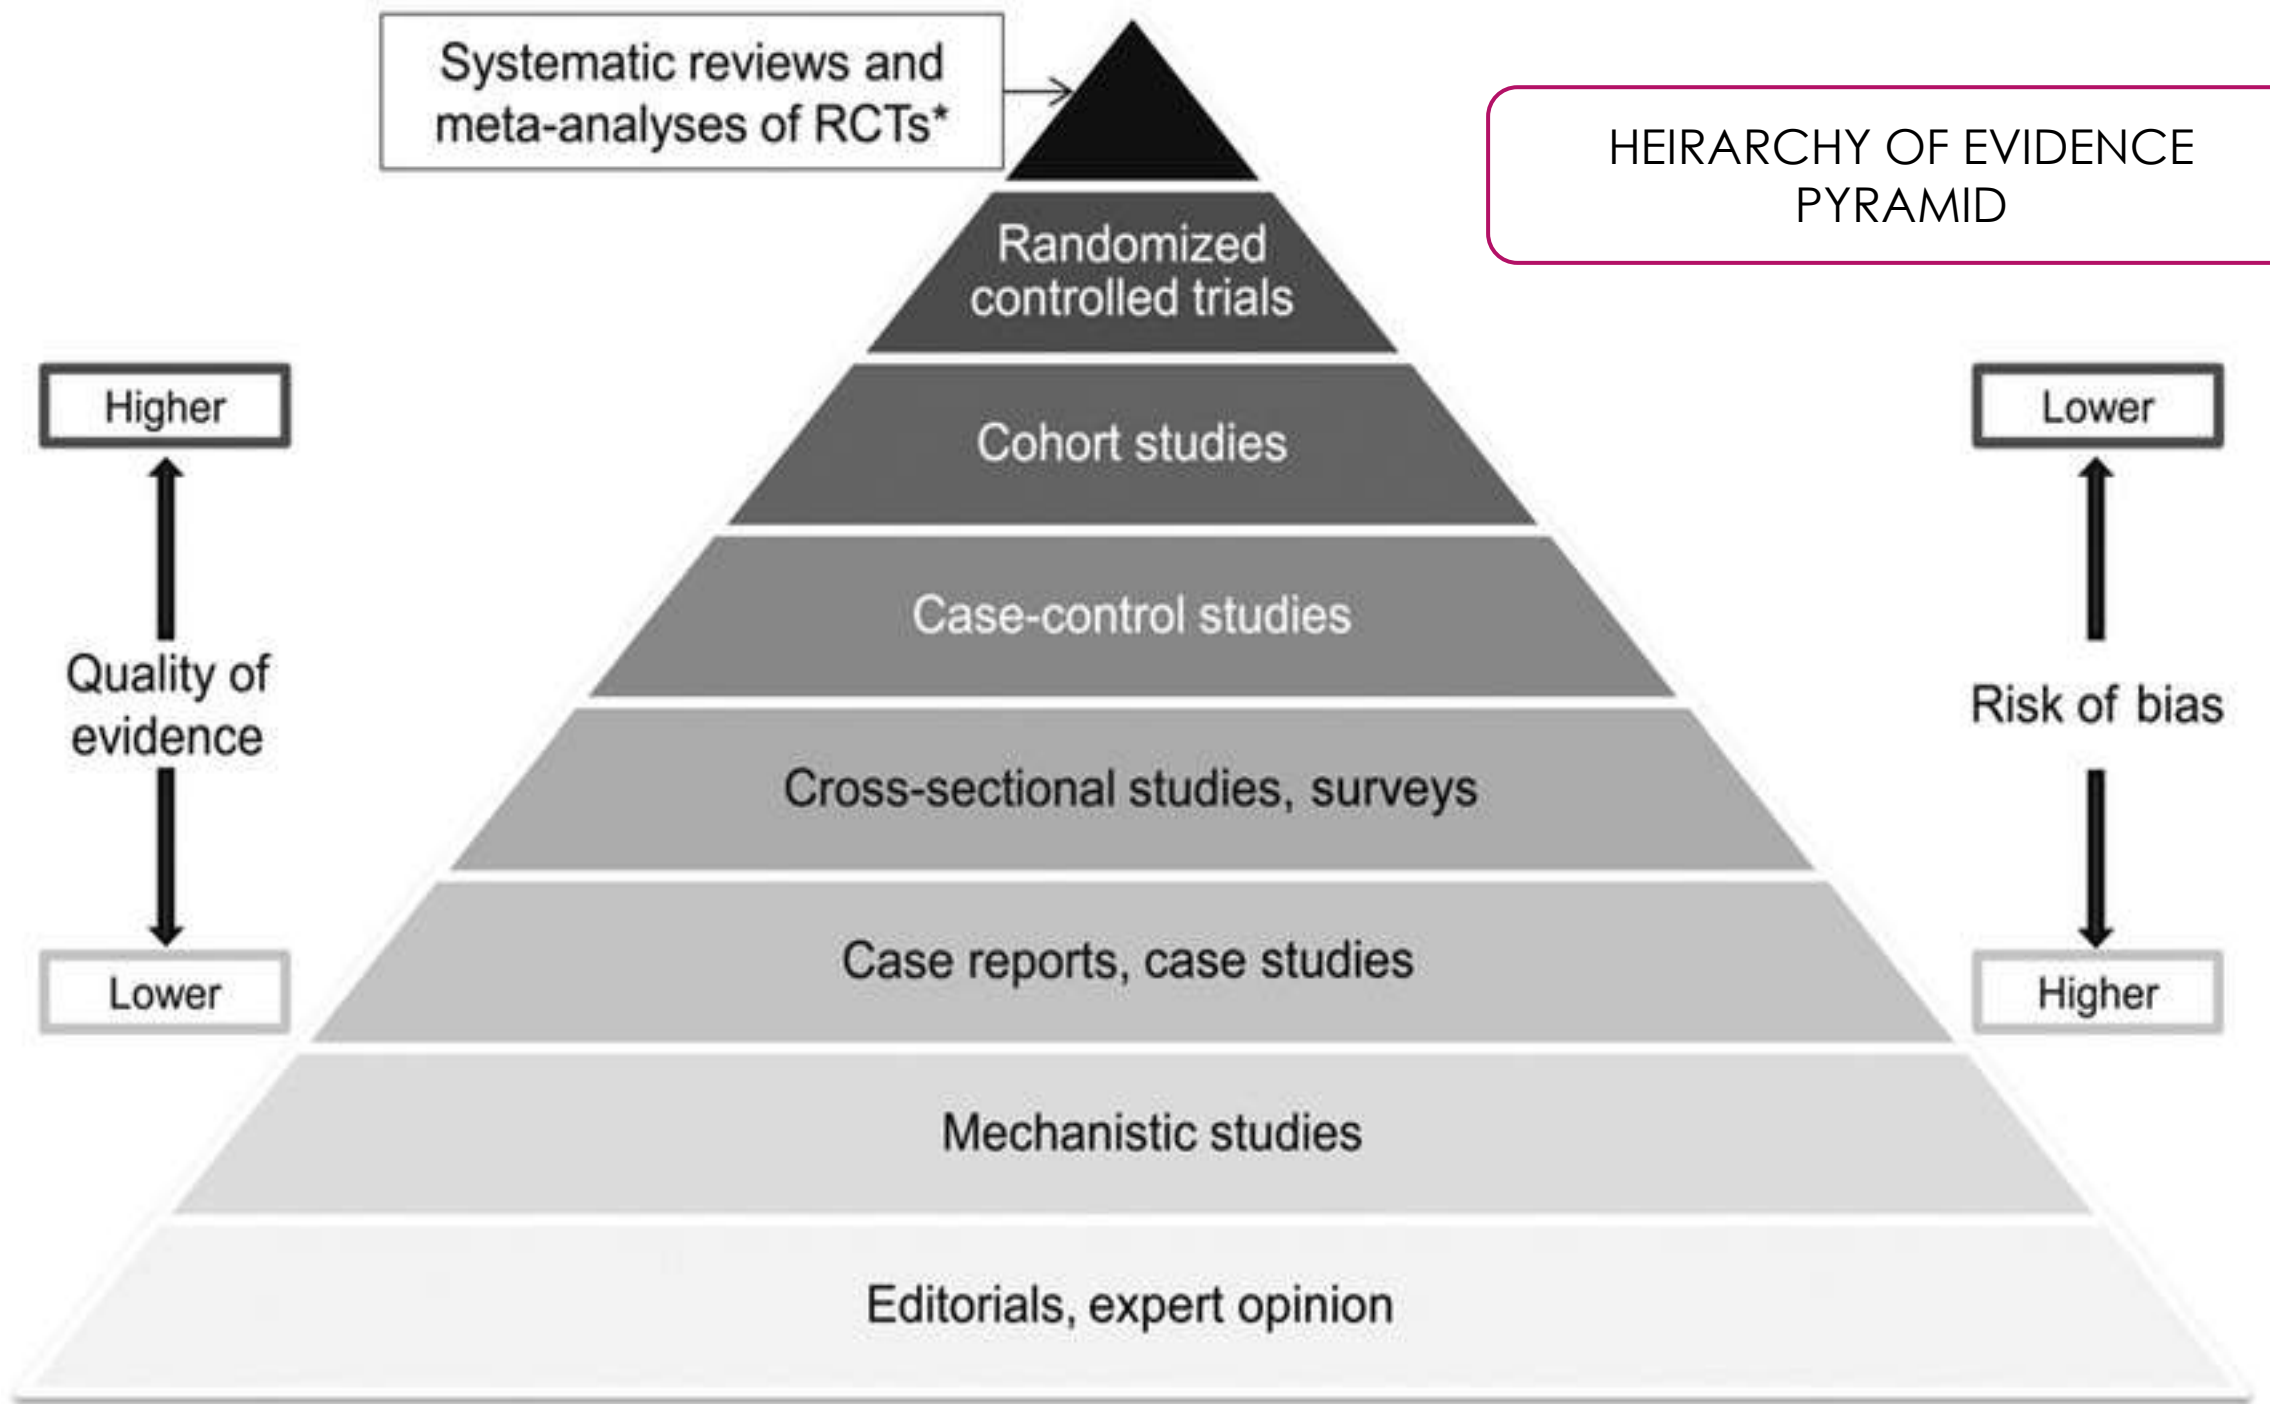 Systematic reviews and
meta-analyses of RCTs*
HEIRARCHY OF EVIDENCE
PYRAMID
Randomized
controlled trials
Higher
Cohort studies
Lower
Case-control studies
Quality of
evidence
Risk of bias
Cross-sectional studies, surveys
Case reports, case studies
Lower
Higher
Mechanistic studies
Editorials, expert opinion